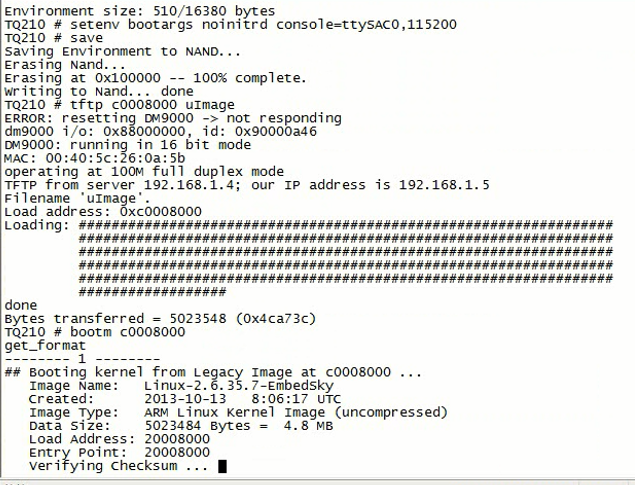 Environment size: 510/16380 bytes
TQ210 # setenv bootargs noinitrd console=ttySAC0,115200
TQ210 # save
Saving Environment to NAND...
Erasing Nand...
Erasing at 0x100000 -- 100% complete.
Writing to Nand... done
TQ210 # tftp c0008000 uImage
ERROR: resetting DM9000 -> not responding
dm9000 i/o: 0x88000000, id: 0x90000a46
DM9000: running in 16 bit mode
MAC: 00:40:5c:26:0a:5b
operating at 100M full duplex mode
TFTP from server 192.168.1.4; our IP address is 192.168.1.5
Filename 'uImage'.
Load address: 0xc0008000
Loading: #################################################################
#################################################################
#################################################################
#################################################################
#################################################################
##################
done
Bytes transferred = 5023548 (0x4ca73c)
TQ210 # bootm c0008000
get_format
-------- 1 --------
## Booting kernel from Legacy Image at c0008000 ...
Image Name: Linux-2.6.35.7-EmbedSky
Created: 2013-10-13 8:06:17 UTC
Image Type: ARM Linux Kernel Image (uncompressed)
Data Size: 5023484 Bytes = 4.8 MB
Load Address: 20008000
Entry Point: 20008000
Verifying Checksum ...